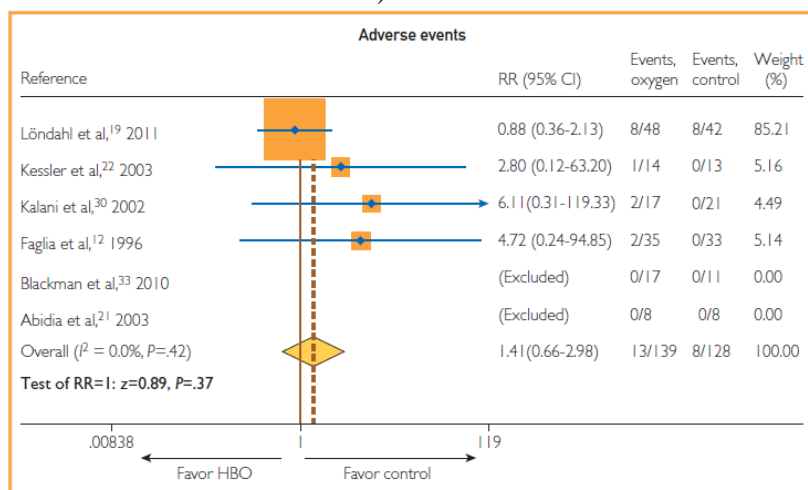 Adverse events
Reference RR (95% CI) Events, oxygen Events, control Weight (%)
Löndahl et al,19 2011 0.88 (0.36-2.13) 8/48 8/42 85.21
Kessler et al,22 2003 2.80 (0.12-63.20) 1/14 0/13 5.16
Kalani et al,30 2002 6.11(0.31-119.33) 2/17 0/21 4.49
Faglia et al,12 1996 4.72 (0.24-94.85) 2/35 0/33 5.14
Blackman et al,33 2010 (Excluded) 0/17 0/11 0.00
Abidia et al,21 2003 (Excluded) 0/8 0/8 0.00
Overall (I² = 0.0%, P=.42) 1.41(0.66-2.98) 13/139 8/128 100.00
Test of RR=1: z=0.89, P=.37
.00838 1 119
Favor HBO Favor control